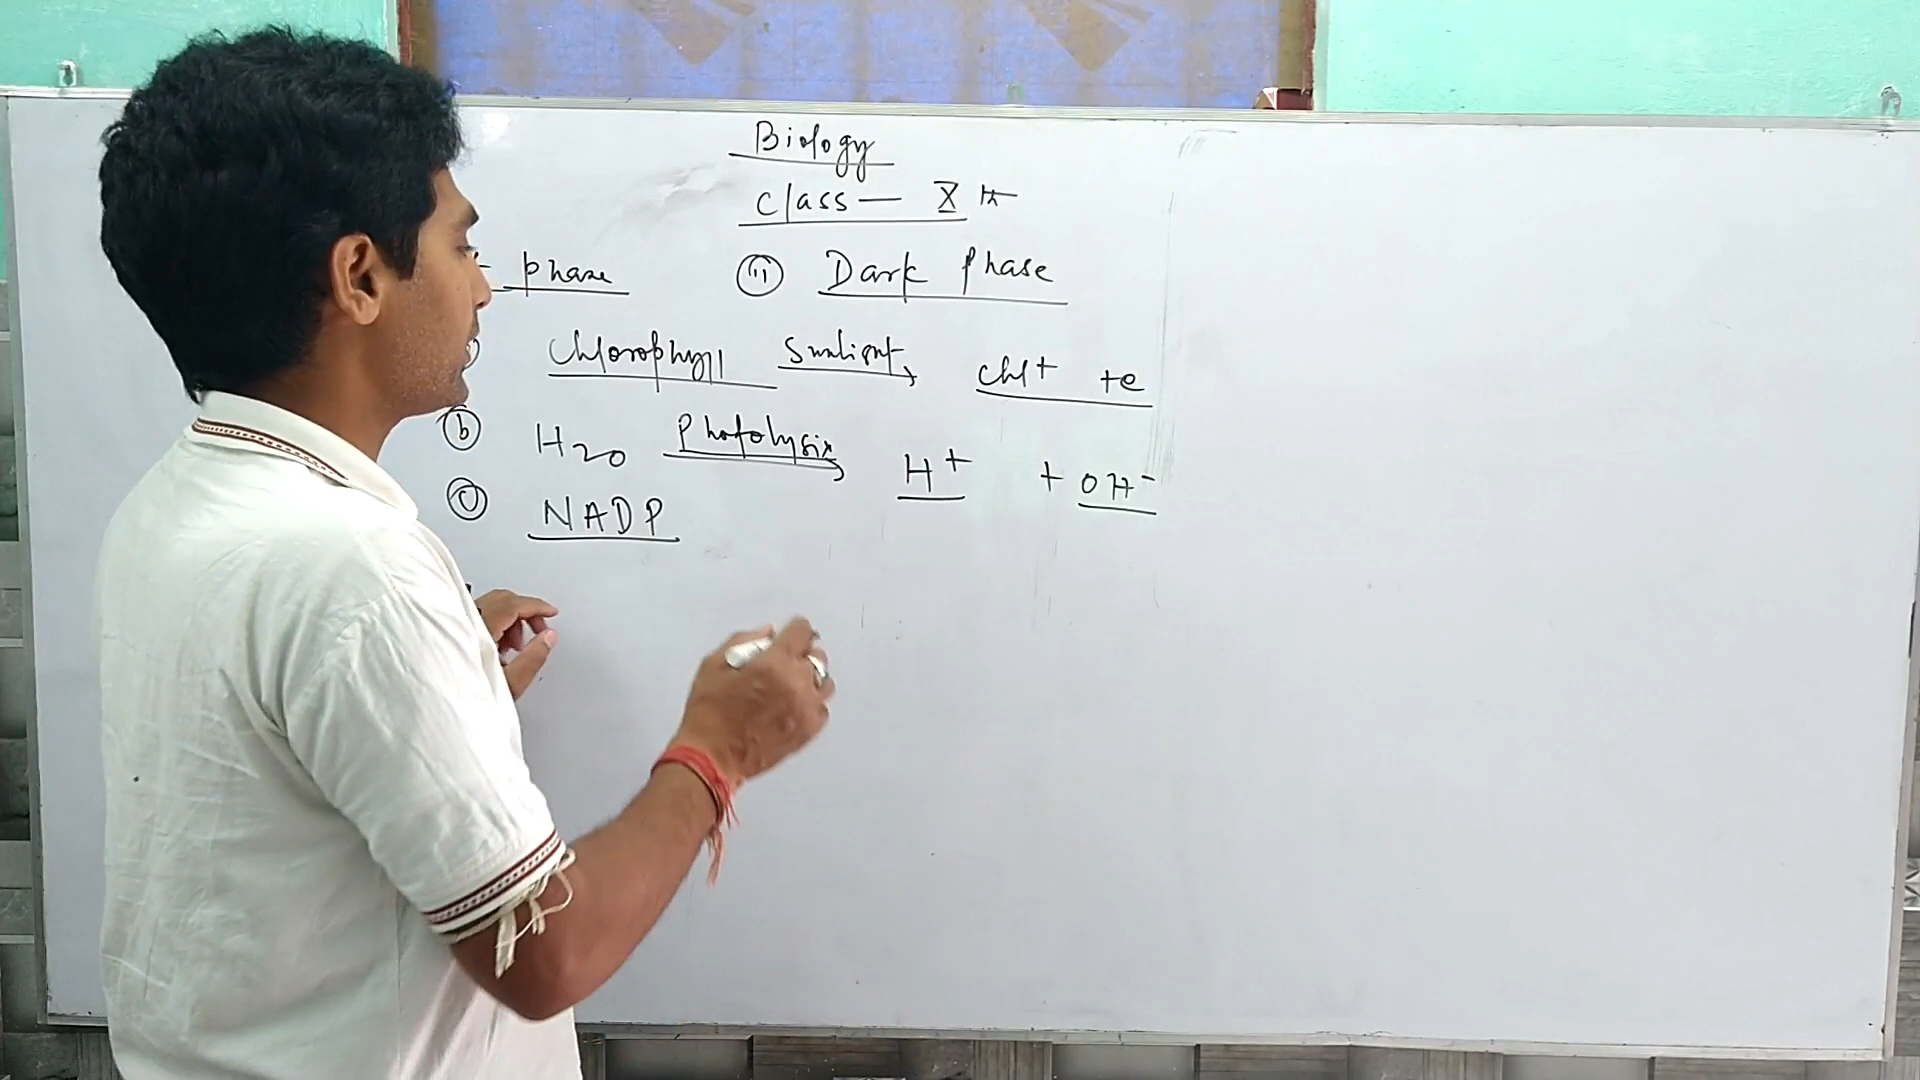 Biology
Class — X th
phase (ii) Dark Phase
Chlorophyll Sunlight → chl+ +e
(b) H2O Photolysis → H+ + OH-
(c) NADP